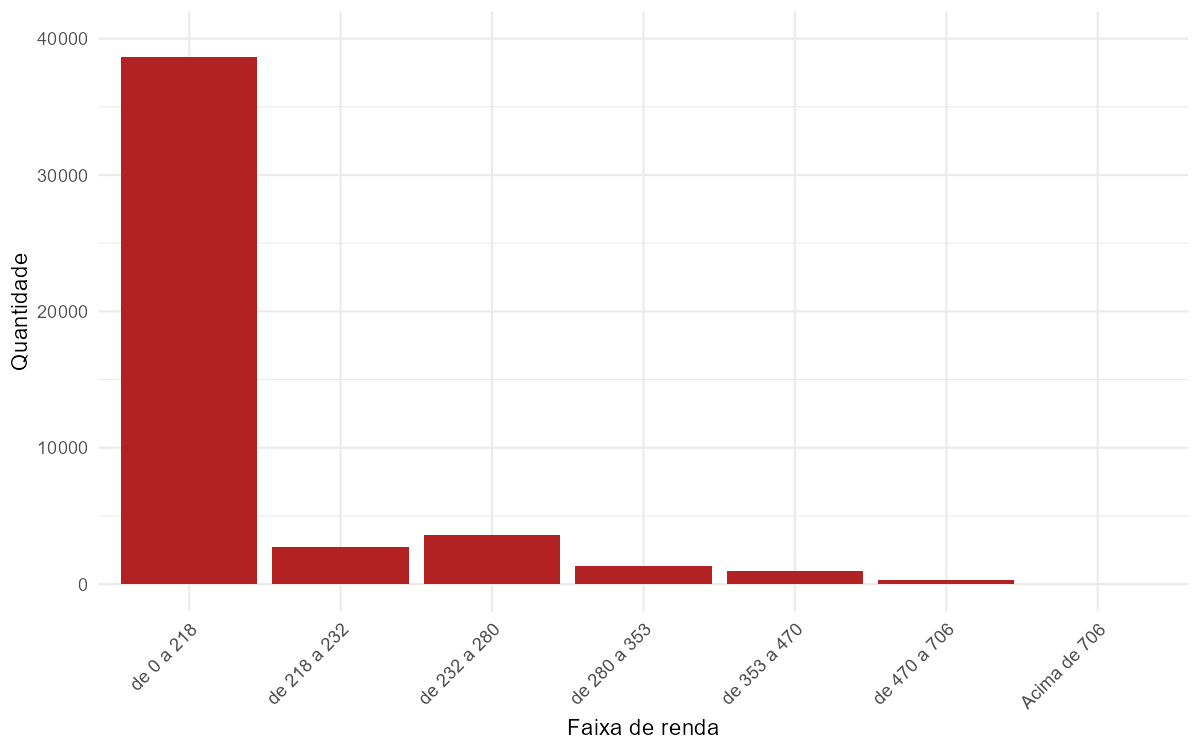 40000
30000
20000
10000
0
Quantidade
de 0 a 218
de 218 a 232
de 232 a 280
de 280 a 353
de 353 a 470
de 470 a 706
Acima de 706
Faixa de renda